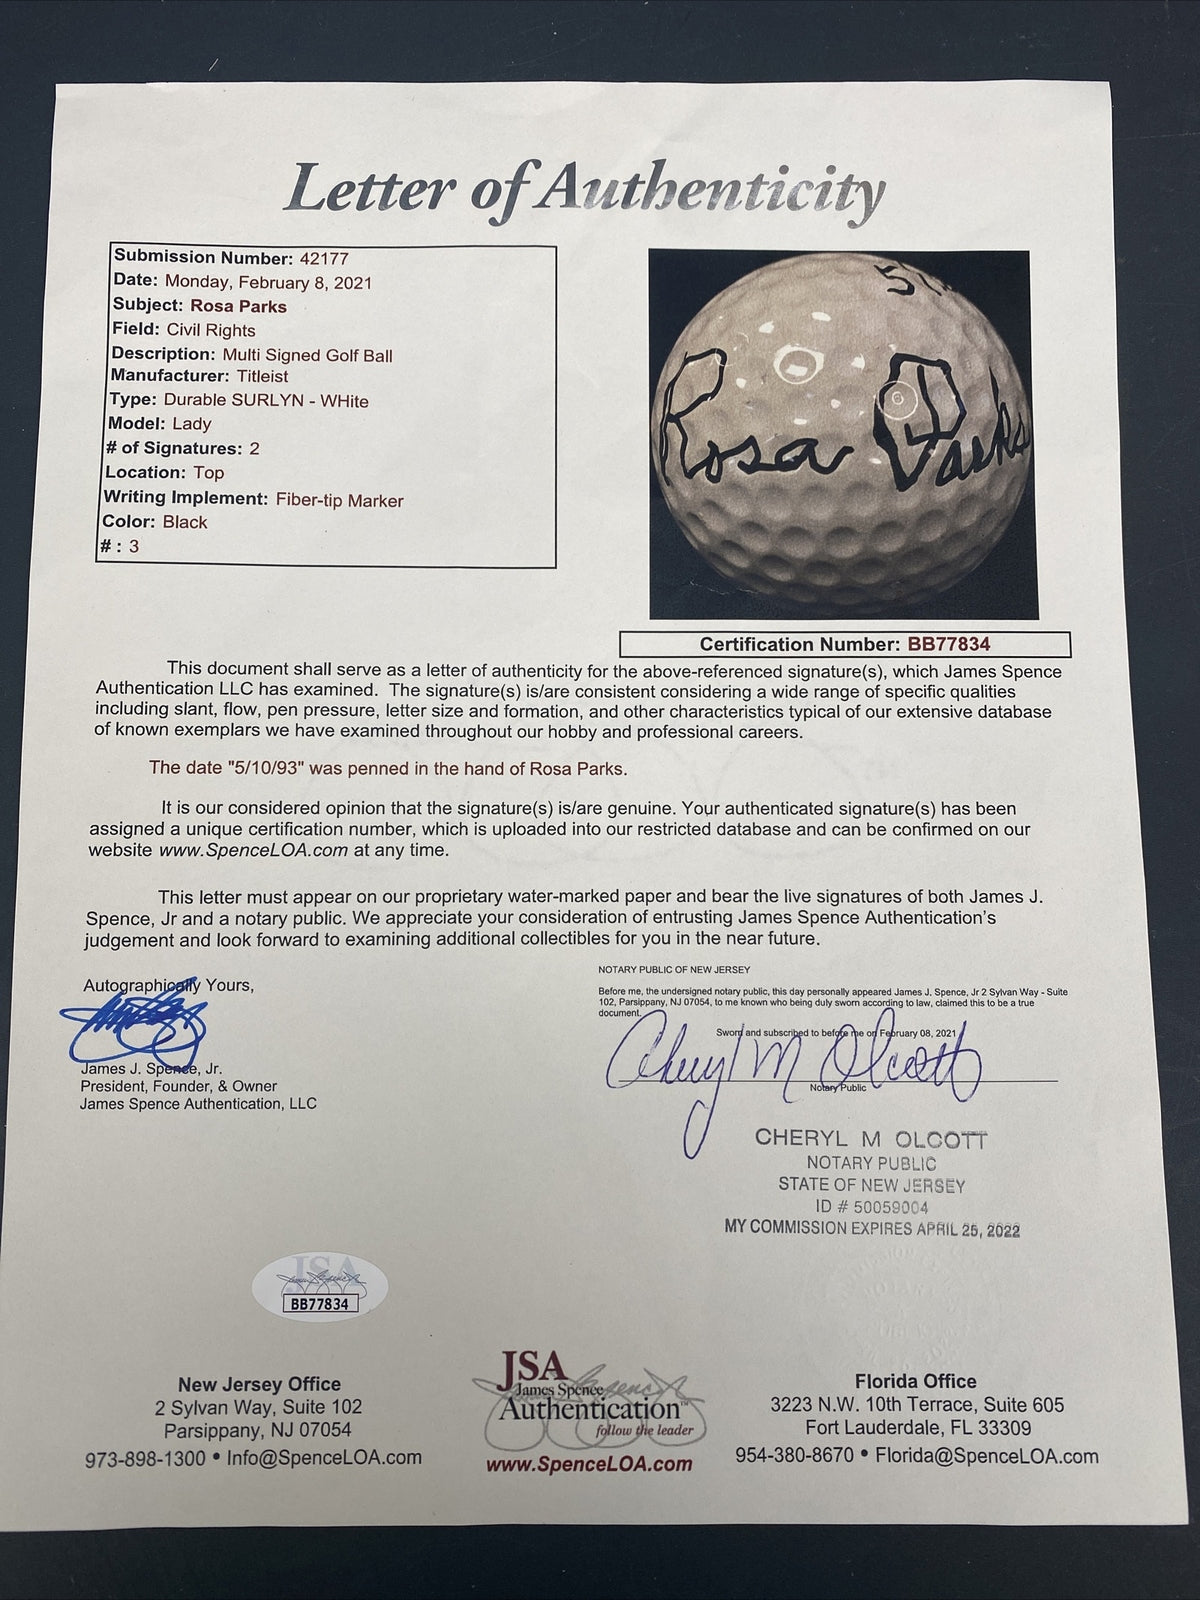 Letter of Authenticity
Submission Number: 42177
Date: Monday, February 8, 2021
Subject: Rosa Parks
Field: Civil Rights
Description: Multi Signed Golf Ball
Manufacturer: Titleist
Type: Durable SURLYN - WHite
Model: Lady
# of Signatures: 2
Location: Top
Writing Implement: Fiber-tip Marker
Color: Black
# : 3
Rosa Parks
Certification Number: BB77834
This document shall serve as a letter of authenticity for the above-referenced signature(s), which James Spence
Authentication LLC has examined. The signature(s) is/are consistent considering a wide range of specific qualities
including slant, flow, pen pressure, letter size and formation, and other characteristics typical of our extensive database
of known exemplars we have examined throughout our hobby and professional careers.
The date "5/10/93" was penned in the hand of Rosa Parks.
It is our considered opinion that the signature(s) is/are genuine. Your authenticated signature(s) has been
assigned a unique certification number, which is uploaded into our restricted database and can be confirmed on our
website www.SpenceLOA.com at any time.
This letter must appear on our proprietary water-marked paper and bear the live signatures of both James J.
Spence, Jr and a notary public. We appreciate your consideration of entrusting James Spence Authentication's
judgement and look forward to examining additional collectibles for you in the near future.
Autographically Yours,
James J. Spence, Jr.
President, Founder, & Owner
James Spence Authentication, LLC
NOTARY PUBLIC OF NEW JERSEY
Before me, the undersigned notary public, this day personally appeared James J. Spence, Jr 2 Sylvan Way - Suite
102, Parsippany, NJ 07054, to me known who being duly sworn according to law, claimed this to be a true
document.
Sword and subscribed to before me on February 08, 2021
Cheryl M Olcott
Notary Public
CHERYL M OLCOTT
NOTARY PUBLIC
STATE OF NEW JERSEY
ID # 50059004
MY COMMISSION EXPIRES APRIL 25, 2022
JSA
BB77834
New Jersey Office
2 Sylvan Way, Suite 102
Parsippany, NJ 07054
973-898-1300 • Info@SpenceLOA.com
JSA
James Spence
Authentication™
follow the leader
www.SpenceLOA.com
Florida Office
3223 N.W. 10th Terrace, Suite 605
Fort Lauderdale, FL 33309
954-380-8670 • Florida@SpenceLOA.com